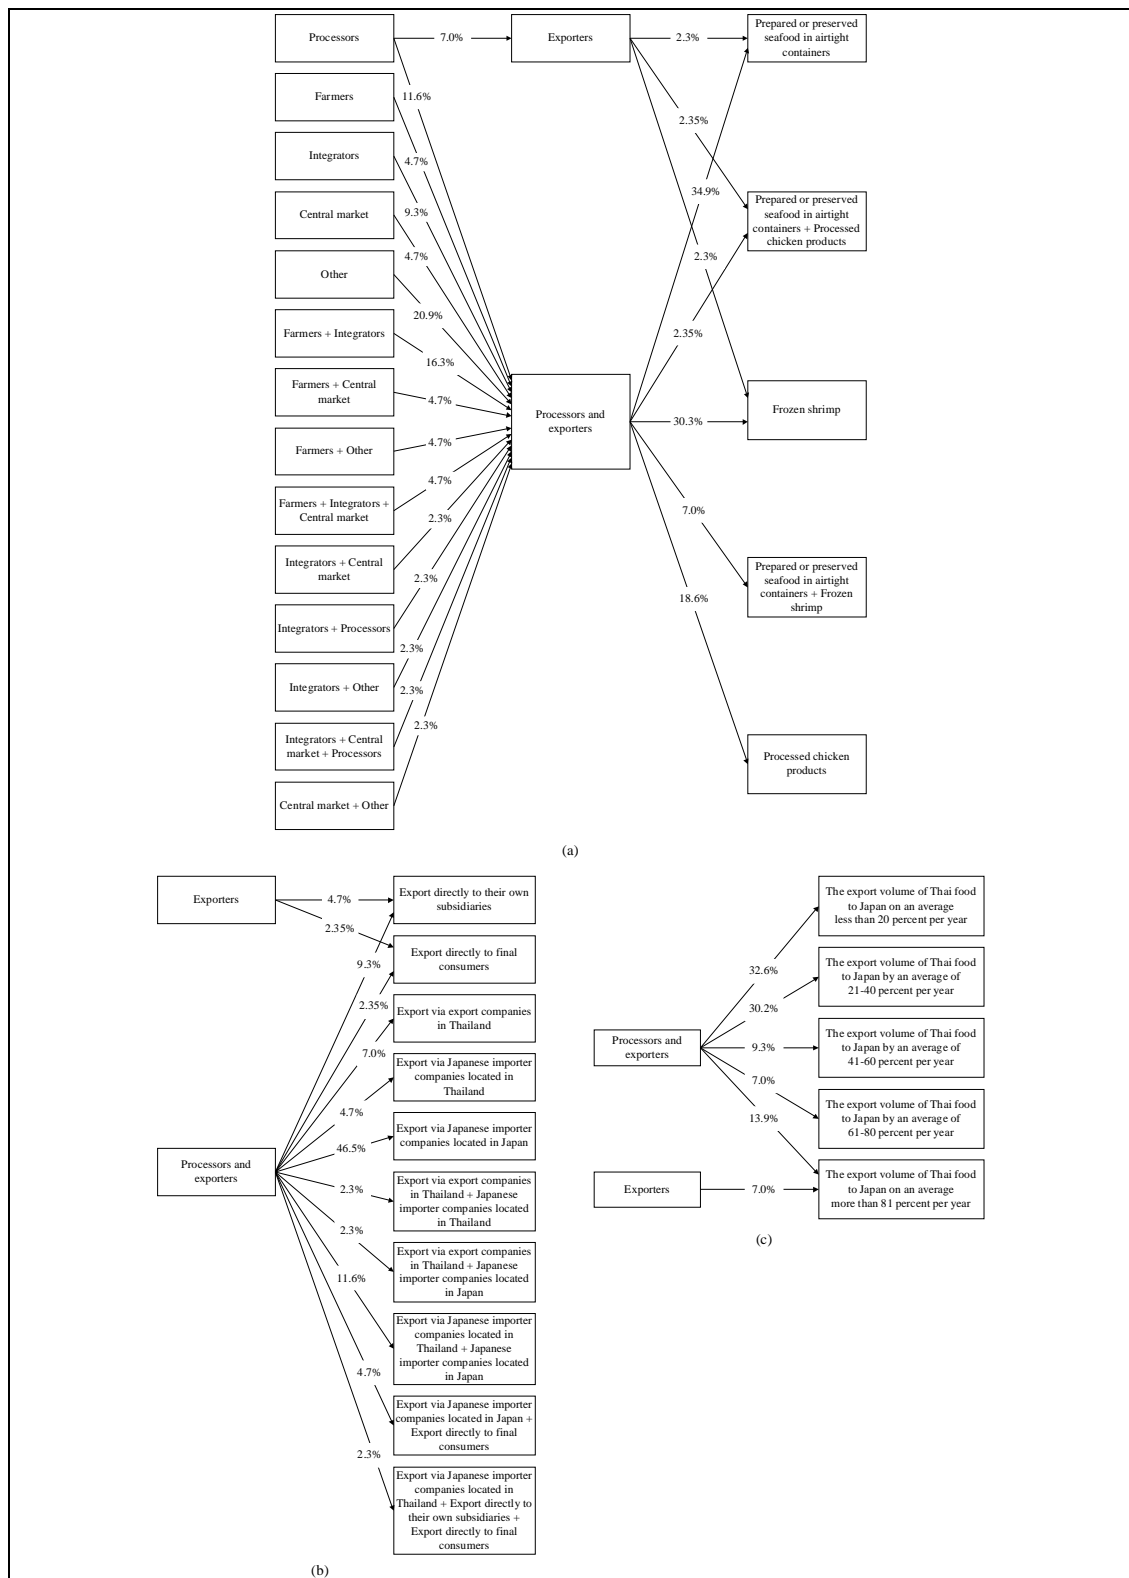 Processors
7.0%
Exporters
2.3%
Prepared or preserved
seafood in airtight
containers
11.6%
Farmers
2.35%
4.7%
Integrators
34.9%
9.3%
Central market
Prepared or preserved
seafood in airtight
containers + Processed
chicken products
4.7%
2.3%
Other
20.9%
Farmers + Integrators
2.35%
16.3%
Farmers + Central
market
4.7%
Processors and
exporters
30.3%
Frozen shrimp
Farmers + Other
4.7%
4.7%
Farmers + Integrators +
Central market
7.0%
2.3%
Integrators + Central
market
Prepared or preserved
seafood in airtight
containers + Frozen
shrimp
2.3%
18.6%
Integrators + Processors
2.3%
Integrators + Other
2.3%
2.3%
Integrators + Central
market + Processors
Processed chicken
products
Central market + Other
(a)
Exporters
4.7%
Export directly to their own
subsidiaries
2.35%
Export directly to final
consumers
9.3%
2.35%
Export via export companies
in Thailand
7.0%
Export via Japanese importer
companies located in
Thailand
4.7%
Export via Japanese importer
companies located in Japan
46.5%
Processors and
exporters
2.3%
Export via export companies
in Thailand + Japanese
importer companies located
in Thailand
2.3%
Export via export companies
in Thailand + Japanese
importer companies located
in Japan
11.6%
Export via Japanese importer
companies located in
Thailand + Japanese
importer companies located
in Japan
4.7%
Export via Japanese importer
companies located in Japan +
Export directly to final
consumers
2.3%
Export via Japanese importer
companies located in
Thailand + Export directly to
their own subsidiaries +
Export directly to final
consumers
(b)
The export volume of Thai food
to Japan on an average
less than 20 percent per year
32.6%
The export volume of Thai food
to Japan by an average of
21-40 percent per year
30.2%
Processors and
exporters
9.3%
The export volume of Thai food
to Japan by an average of
41-60 percent per year
7.0%
The export volume of Thai food
to Japan by an average of
61-80 percent per year
13.9%
Exporters
7.0%
The export volume of Thai food
to Japan on an average
more than 81 percent per year
(c)